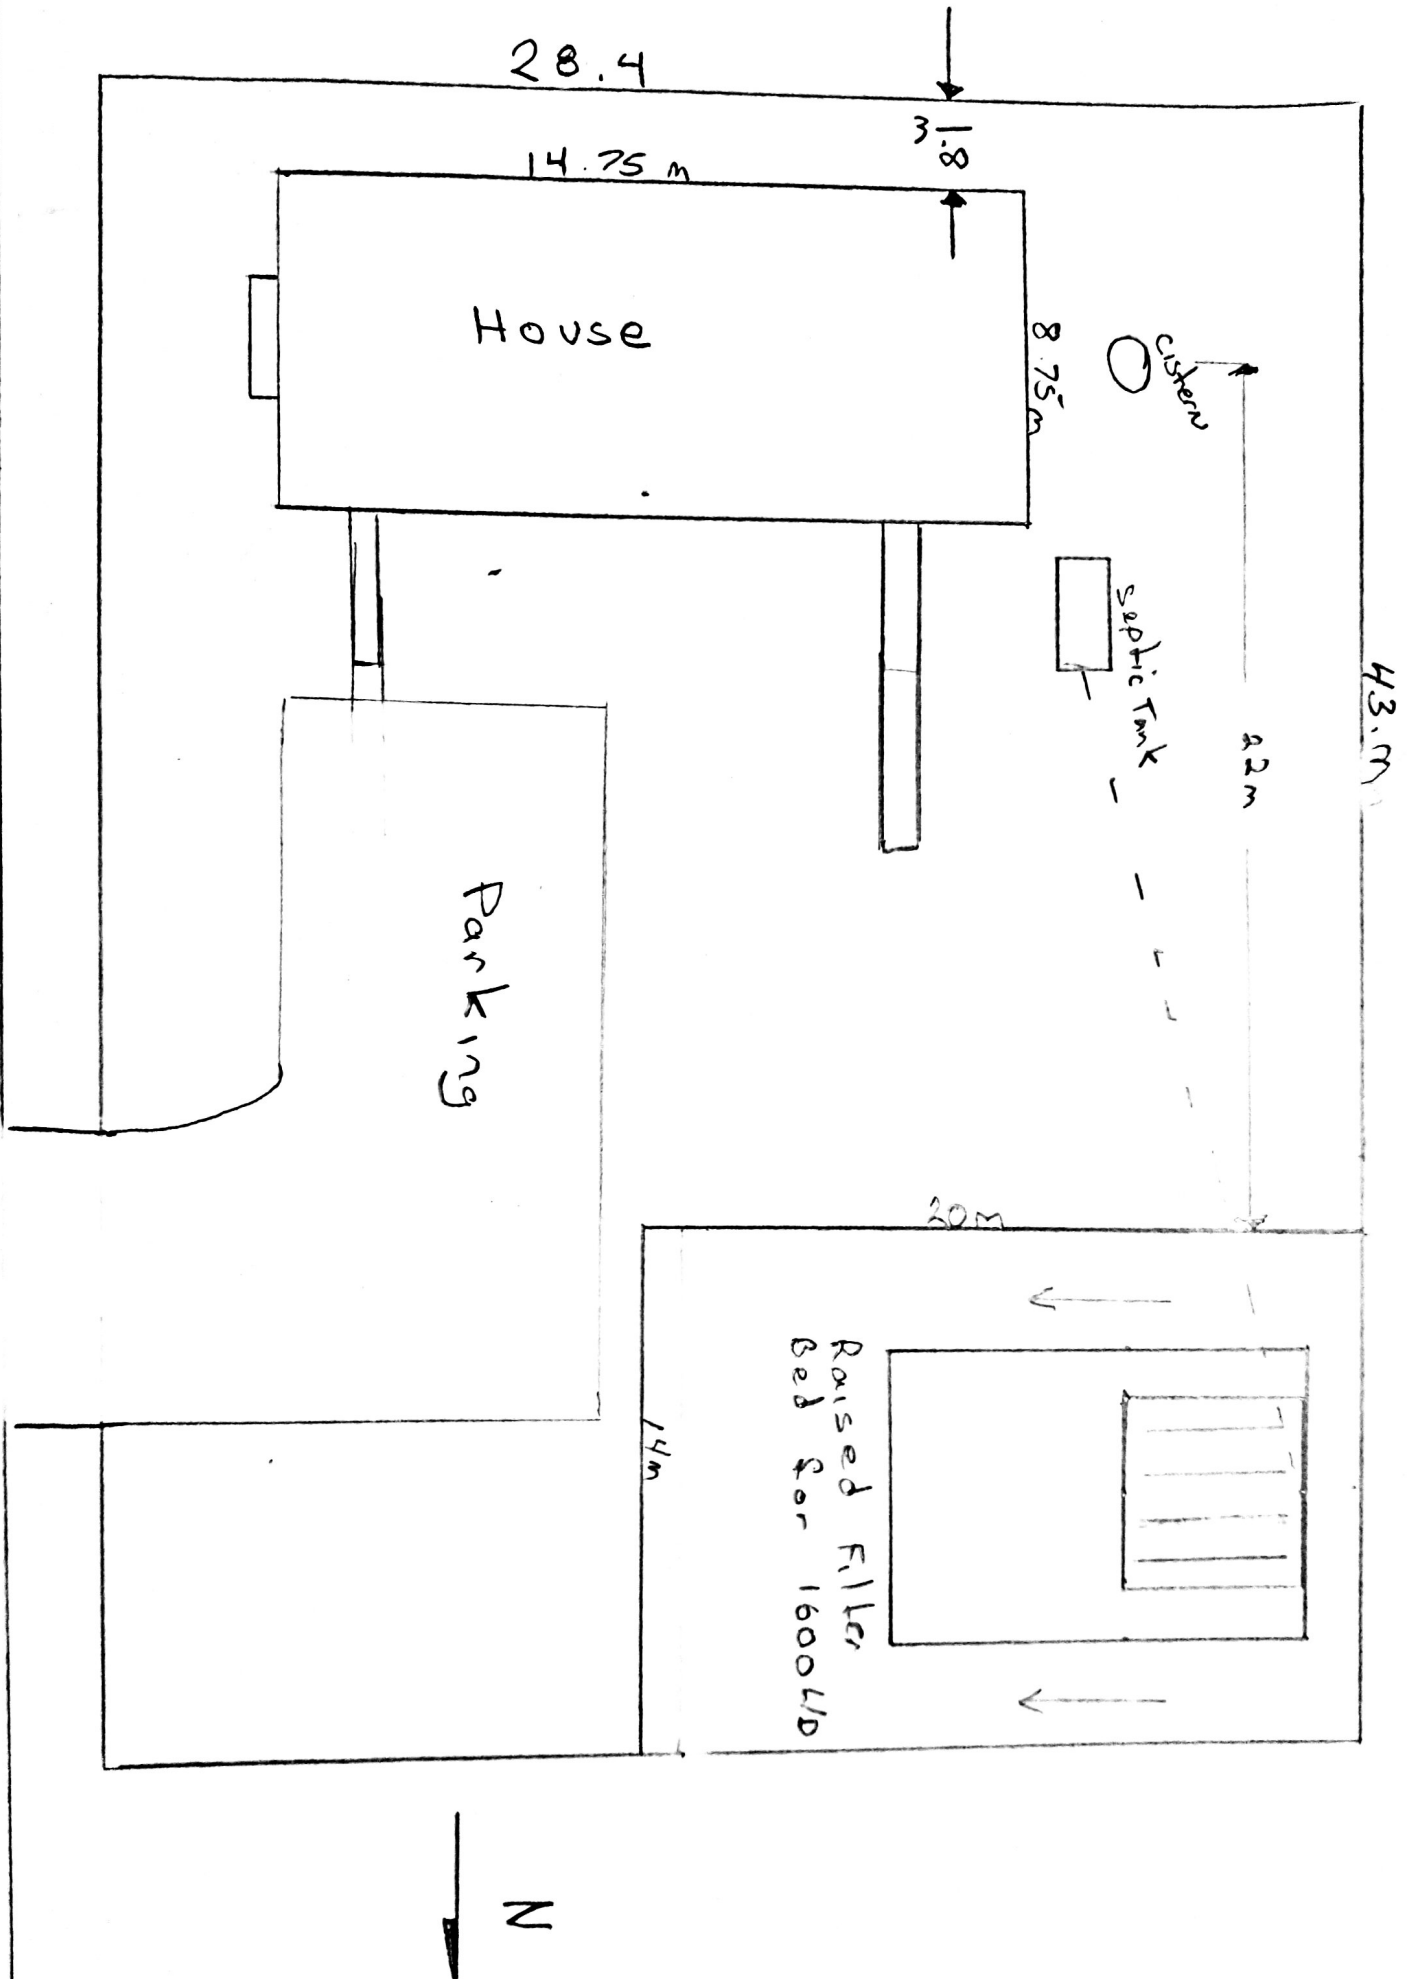 28.4
1.8
m
14.75 m
House
8.75 m
cistern
Septic Tank
22m
43.m
Parking
20m
14m
Raised Filter
Bed for 1600 L/D
N